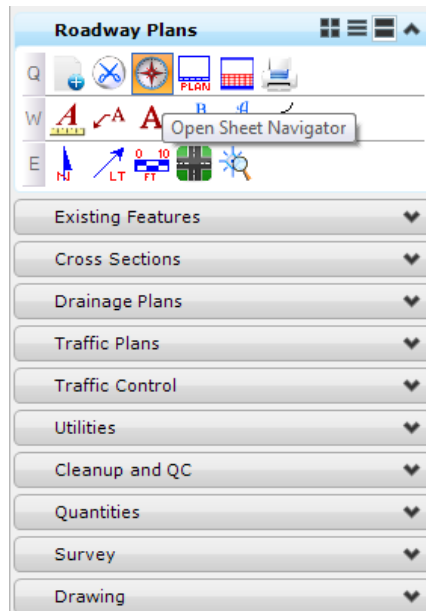 Roadway Plans
Q
PLAN
W A A A B A
Open Sheet Navigator
E N LT 0 10 FT
Existing Features
Cross Sections
Drainage Plans
Traffic Plans
Traffic Control
Utilities
Cleanup and QC
Quantities
Survey
Drawing